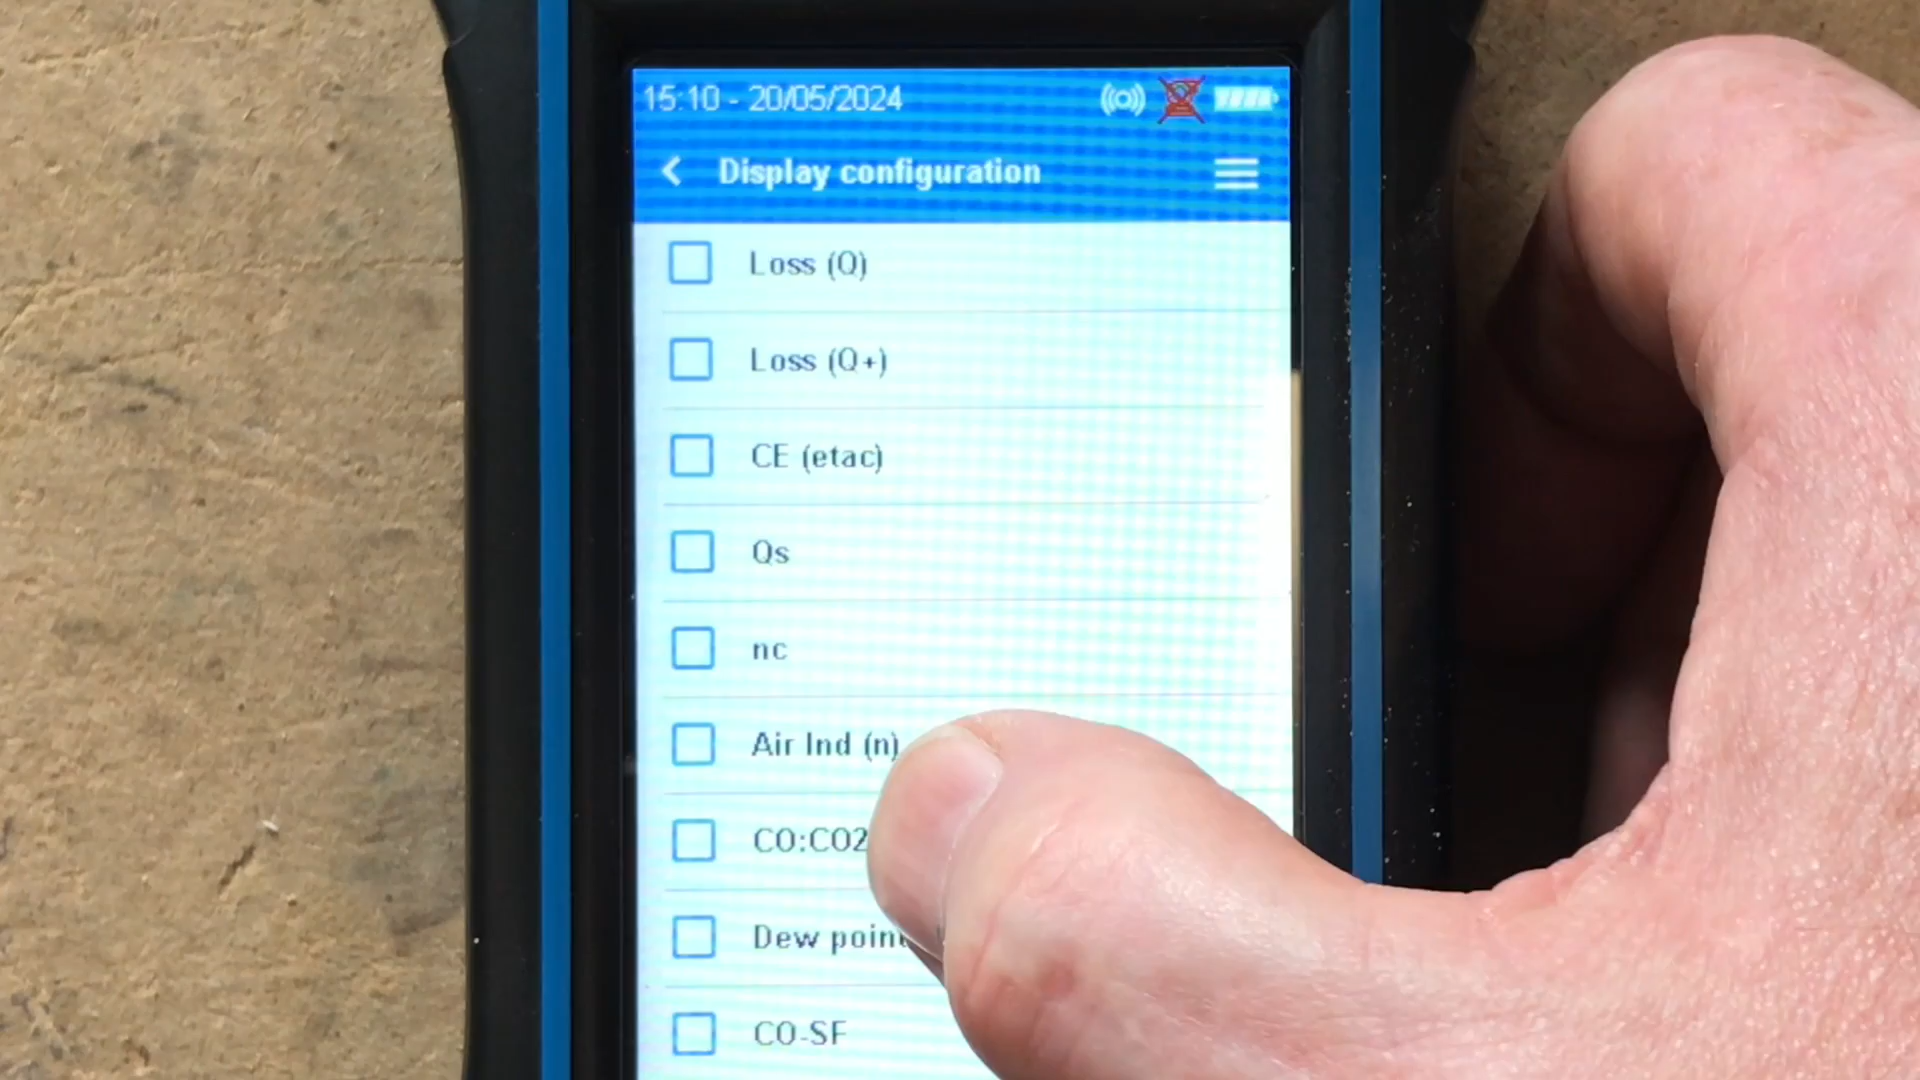 15:10 - 20/05/2024
Display configuration
Loss (Q)
Loss (Q+)
CE (etac)
Qs
nc
Air Ind (n)
CO:CO2
Dew
CO-SF